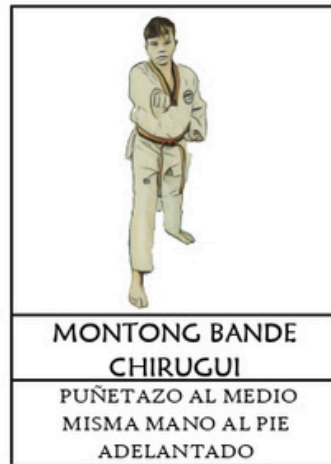 MONTONG BANDE
CHIRUGUI
PUÑETAZO AL MEDIO
MISMA MANO AL PIE
ADELANTADO